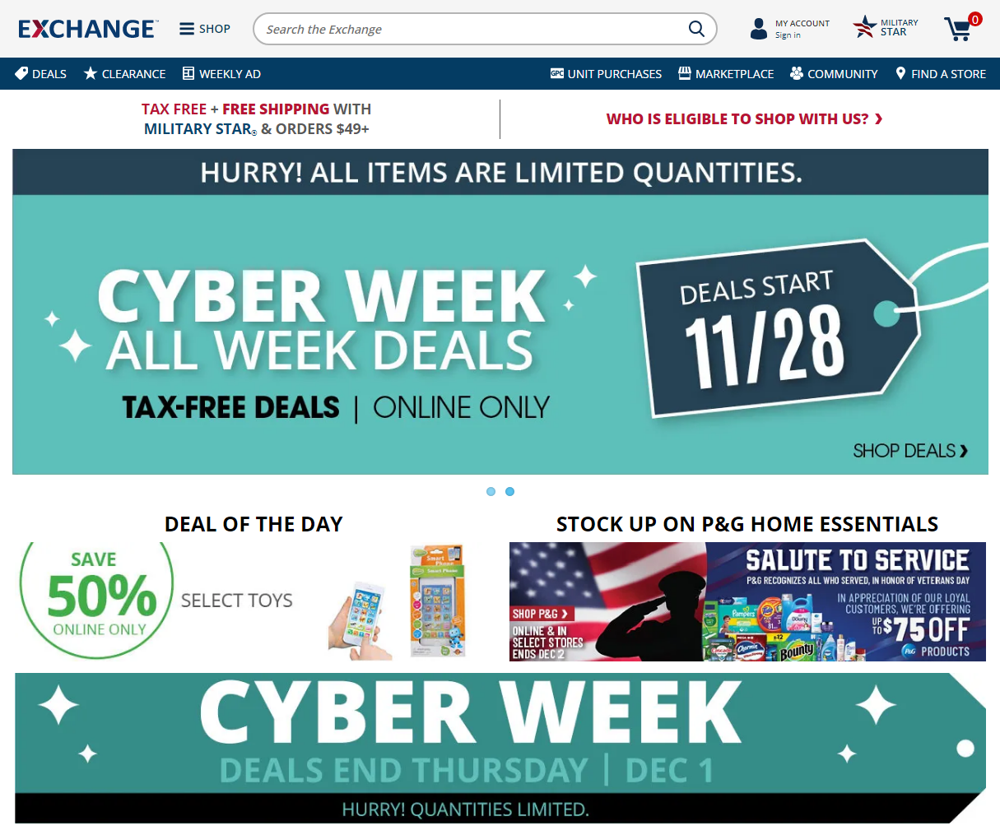 EXCHANGE
SHOP
Search the Exchange
MY ACCOUNT
Sign in
MILITARY
STAR
0
DEALS
CLEARANCE
WEEKLY AD
GPC UNIT PURCHASES
MARKETPLACE
COMMUNITY
FIND A STORE
TAX FREE + FREE SHIPPING WITH
MILITARY STAR® & ORDERS $49+
WHO IS ELIGIBLE TO SHOP WITH US? ❯
HURRY! ALL ITEMS ARE LIMITED QUANTITIES.
CYBER WEEK
ALL WEEK DEALS
TAX-FREE DEALS | ONLINE ONLY
DEALS START
11/28
SHOP DEALS ❯
DEAL OF THE DAY
SAVE
50%
ONLINE ONLY
SELECT TOYS
Smart
Phone
Smart Phone
STOCK UP ON P&G HOME ESSENTIALS
SHOP P&G ❯
ONLINE & IN
SELECT STORES
ENDS DEC 2
SALUTE TO SERVICE
P&G RECOGNIZES ALL WHO SERVED, IN HONOR OF VETERANS DAY
IN APPRECIATION OF OUR LOYAL
CUSTOMERS, WE'RE OFFERING
UP TO $75 OFF
P&G PRODUCTS
Pampers
Downy
Cascade
Charmin
Bounty
CYBER WEEK
DEALS END THURSDAY | DEC 1
HURRY! QUANTITIES LIMITED.